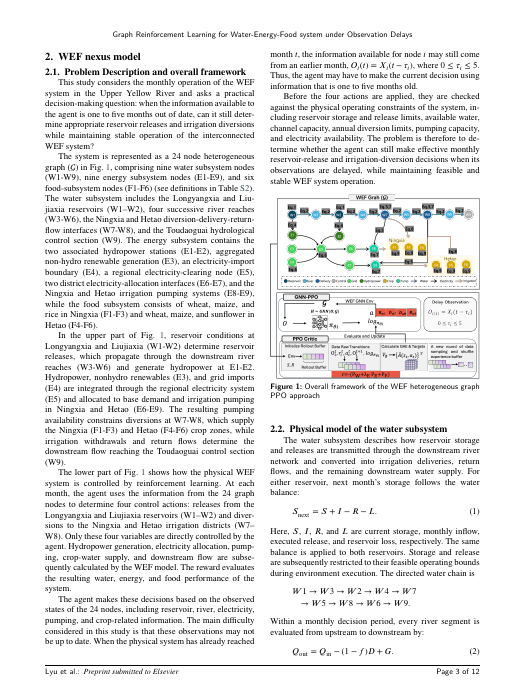 Graph Reinforcement Learning for Water-Energy-Food system under Observation Delays
2. WEF nexus model
2.1. Problem Description and overall framework
This study considers the monthly operation of the WEF
system in the Upper Yellow River and asks a practical
decision-making question: when the information available to
the agent is one to five months out of date, can it still deter-
mine appropriate reservoir releases and irrigation diversions
while maintaining stable operation of the interconnected
WEF system?
The system is represented as a 24 node heterogeneous
graph (𝒢) in Fig. 1, comprising nine water subsystem nodes
(W1-W9), nine energy subsystem nodes (E1-E9), and six
food-subsystem nodes (F1-F6) (see definitions in Table S2).
The water subsystem includes the Longyangxia and Liu-
jiaxia reservoirs (W1–W2), four successive river reaches
(W3-W6), the Ningxia and Hetao diversion-delivery-return-
flow interfaces (W7-W8), and the Toudaoguai hydrological
control section (W9). The energy subsystem contains the
two associated hydropower stations (E1-E2), aggregated
non-hydro renewable generation (E3), an electricity-import
boundary (E4), a regional electricity-clearing node (E5),
two district electricity-allocation interfaces (E6-E7), and the
Ningxia and Hetao irrigation pumping systems (E8-E9),
while the food subsystem consists of wheat, maize, and
rice in Ningxia (F1-F3) and wheat, maize, and sunflower in
Hetao (F4-F6).
In the upper part of Fig. 1, reservoir conditions at
Longyangxia and Liujiaxia (W1-W2) determine reservoir
releases, which propagate through the downstream river
reaches (W3-W6) and generate hydropower at E1-E2.
Hydropower, nonhydro renewables (E3), and grid imports
(E4) are integrated through the regional electricity system
(E5) and allocated to base demand and irrigation pumping
in Ningxia and Hetao (E6-E9). The resulting pumping
availability constrains diversions at W7-W8, which supply
the Ningxia (F1-F3) and Hetao (F4-F6) crop zones, while
irrigation withdrawals and return flows determine the
downstream flow reaching the Toudaoguai control section
(W9).
The lower part of Fig. 1 shows how the physical WEF
system is controlled by reinforcement learning. At each
month, the agent uses the information from the 24 graph
nodes to determine four control actions: releases from the
Longyangxia and Liujiaxia reservoirs (W1–W2) and diver-
sions to the Ningxia and Hetao irrigation districts (W7–
W8). Only these four variables are directly controlled by the
agent. Hydropower generation, electricity allocation, pump-
ing, crop-water supply, and downstream flow are subse-
quently calculated by the WEF model. The reward evaluates
the resulting water, energy, and food performance of the
system.
The agent makes these decisions based on the observed
states of the 24 nodes, including reservoir, river, electricity,
pumping, and crop-related information. The main difficulty
considered in this study is that these observations may not
be up to date. When the physical system has already reached
month t, the information available for node i may still come
from an earlier month, Oᵢ(t) = Xᵢ(t − τᵢ), where 0 ≤ τᵢ ≤ 5.
Thus, the agent may have to make the current decision using
information that is one to five months old.
Before the four actions are applied, they are checked
against the physical operating constraints of the system, in-
cluding reservoir storage and release limits, available water,
channel capacity, annual diversion limits, pumping capacity,
and electricity availability. The problem is therefore to de-
termine whether the agent can still make effective monthly
reservoir-release and irrigation-diversion decisions when its
observations are delayed, while maintaining feasible and
stable WEF system operation.
WEF Grah (𝒢)
Ningxia
Hetao
GNN-PPO
WEF GNN Env
Delay Observation
Oᵢ(t) = Xᵢ(t − τᵢ)
0 ≤ τᵢ ≤ 5
PPO Critic
Evaluate and Update
Initialize Rollout Buffer
Data Raw Transitions
Calculate GAE & Targets
A new round of data
sampling and shuffle
experience buffer
Env
Rollout Buffer
Figure 1: Overall framework of the WEF heterogeneous graph
PPO approach
2.2. Physical model of the water subsystem
The water subsystem describes how reservoir storage
and releases are transmitted through the downstream river
network and converted into irrigation deliveries, return
flows, and the remaining downstream water supply. For
either reservoir, next month's storage follows the water
balance:
S_next = S + I − R − L. (1)
Here, S, I, R, and L are current storage, monthly inflow,
executed release, and reservoir loss, respectively. The same
balance is applied to both reservoirs. Storage and release
are subsequently restricted to their feasible operating bounds
during environment execution. The directed water chain is
W1 → W3 → W2 → W4 → W7
→ W5 → W8 → W6 → W9.
Within a monthly decision period, every river segment is
evaluated from upstream to downstream by:
Q_out = Q_in − (1 − f)D + G. (2)
Lyu et al.: Preprint submitted to Elsevier
Page 3 of 12